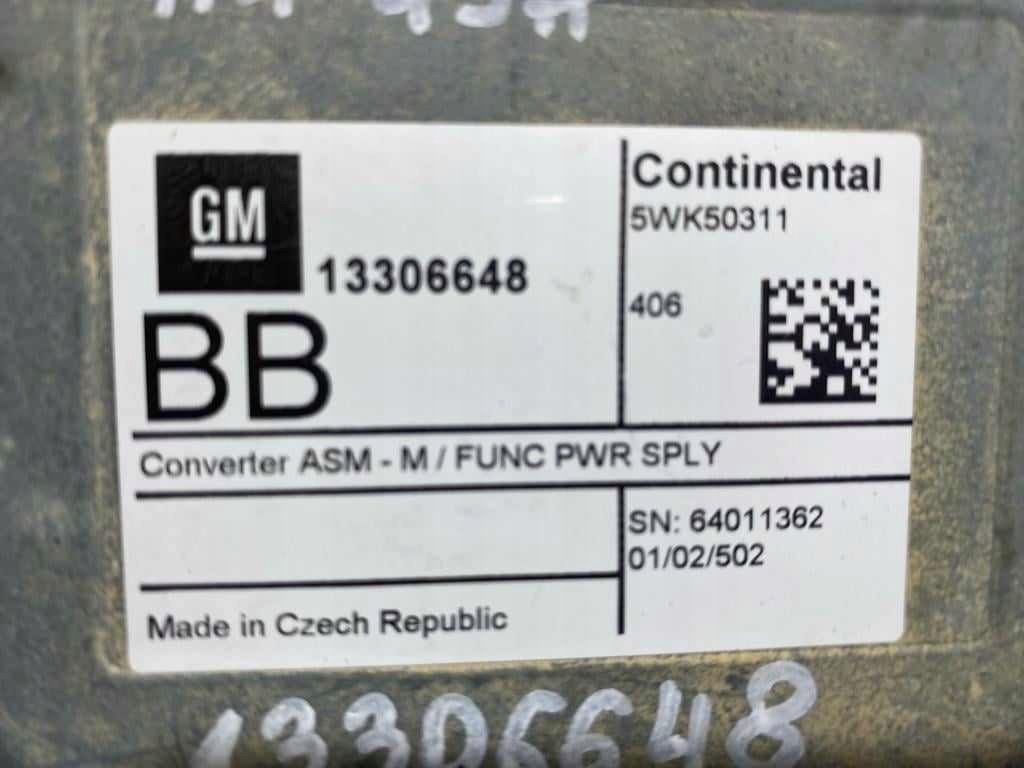 GM
13306648
BB
Continental
5WK50311
406
Converter ASM - M / FUNC PWR SPLY
SN: 64011362
01/02/502
Made in Czech Republic
13306648